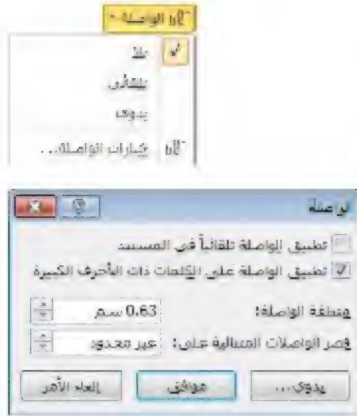 الواصلة
بلا
تلقائي
يدوي
خيارات الواصلة...
واصلة
تطبيق الواصلة تلقائياً في المستند
تطبيق الواصلة على الكلمات ذات الأحرف الكبيرة
منطقة الواصلة: 0.63 سم
قصر الواصلات المتتالية على: غير محدود
يدوي... موافق إلغاء الأمر